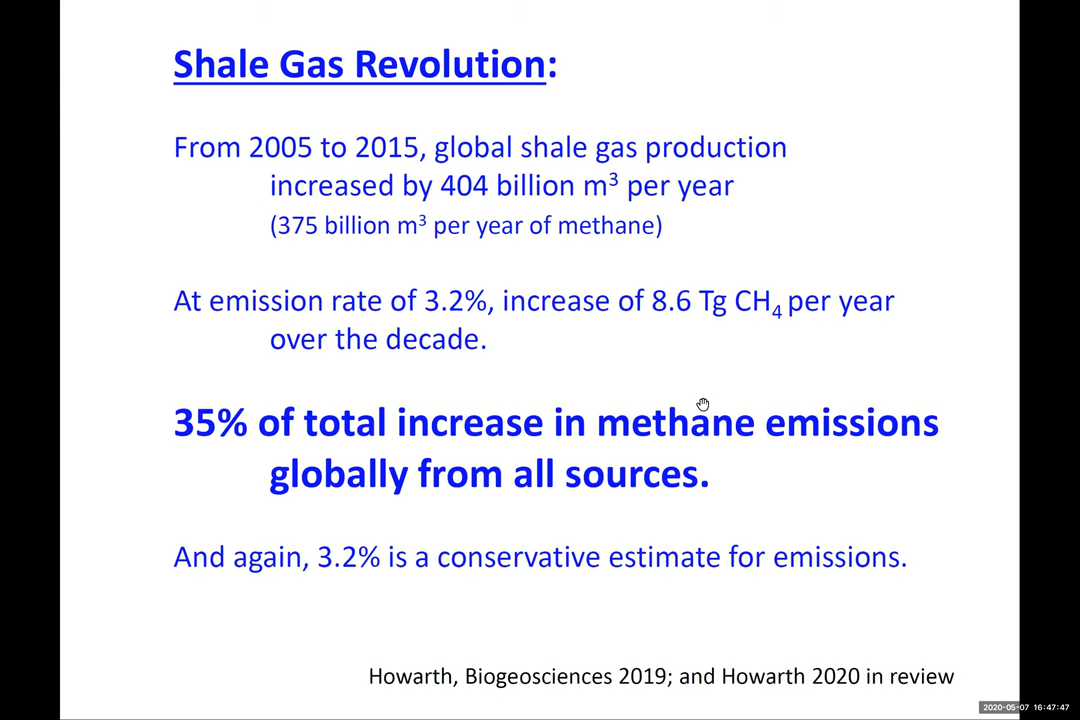 Shale Gas Revolution:
From 2005 to 2015, global shale gas production
increased by 404 billion m³ per year
(375 billion m³ per year of methane)
At emission rate of 3.2%, increase of 8.6 Tg CH₄ per year
over the decade.
35% of total increase in methane emissions
globally from all sources.
And again, 3.2% is a conservative estimate for emissions.
Howarth, Biogeosciences 2019; and Howarth 2020 in review
2020-05-07 16:47:47